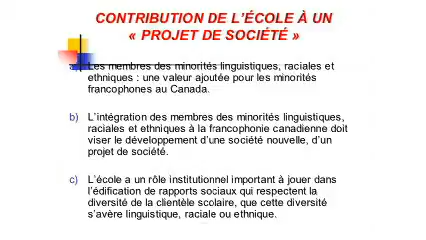 CONTRIBUTION DE L’ÉCOLE À UN
« PROJET DE SOCIÉTÉ »
a) Les membres des minorités linguistiques, raciales et
ethniques : une valeur ajoutée pour les minorités
francophones au Canada.
b) L’intégration des membres des minorités linguistiques,
raciales et ethniques à la francophonie canadienne doit
viser le développement d’une société nouvelle, d’un
projet de société.
c) L’école a un rôle institutionnel important à jouer dans
l’édification de rapports sociaux qui respectent la
diversité de la clientèle scolaire, que cette diversité
s’avère linguistique, raciale ou ethnique.